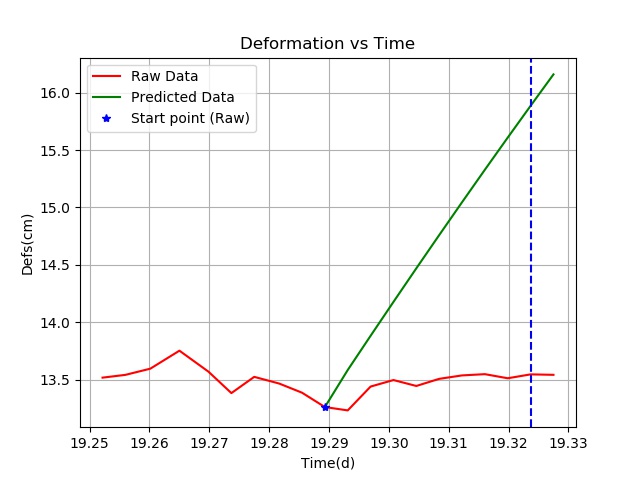 Deformation vs Time
Raw Data
Predicted Data
Start point (Raw)
16.0
15.5
15.0
14.5
14.0
13.5
Defs(cm)
19.25 19.26 19.27 19.28 19.29 19.30 19.31 19.32 19.33
Time(d)